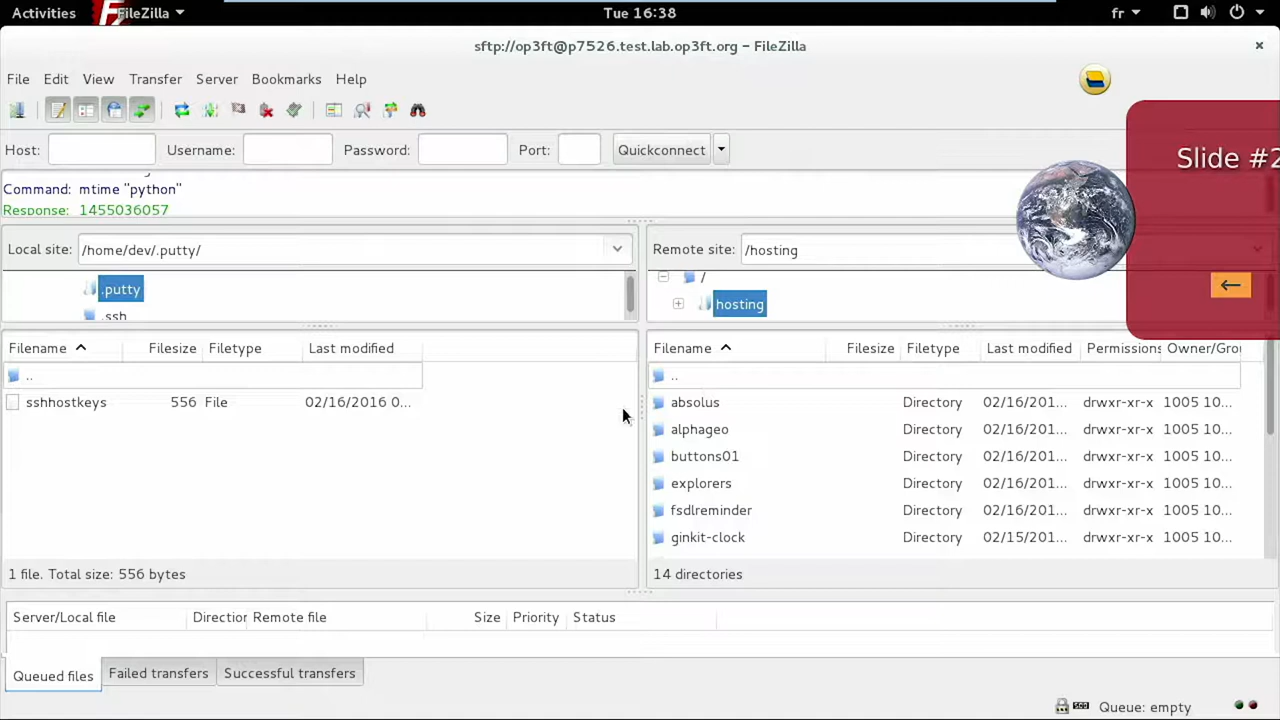 Activities FileZilla Tue 16:38 fr
sftp://op3ft@p7526.test.lab.op3ft.org – FileZilla ×
File Edit View Transfer Server Bookmarks Help
Host: Username: Password: Port: Quickconnect
Slide #2
Command: mtime "python"
Response: 1455036057
Local site: /home/dev/.putty/ Remote site: /hosting
.putty /
.ssh hosting
Filename Filesize Filetype Last modified Filename Filesize Filetype Last modified Permissions Owner/Grou
.. ..
sshhostkeys 556 File 02/16/2016 0... absolus Directory 02/16/201... drwxr-xr-x 1005 10...
alphageo Directory 02/16/201... drwxr-xr-x 1005 10...
buttons01 Directory 02/16/201... drwxr-xr-x 1005 10...
explorers Directory 02/16/201... drwxr-xr-x 1005 10...
fsdlreminder Directory 02/16/201... drwxr-xr-x 1005 10...
ginkit-clock Directory 02/15/201... drwxr-xr-x 1005 10...
1 file. Total size: 556 bytes 14 directories
Server/Local file Direction Remote file Size Priority Status
Queued files Failed transfers Successful transfers
Queue: empty